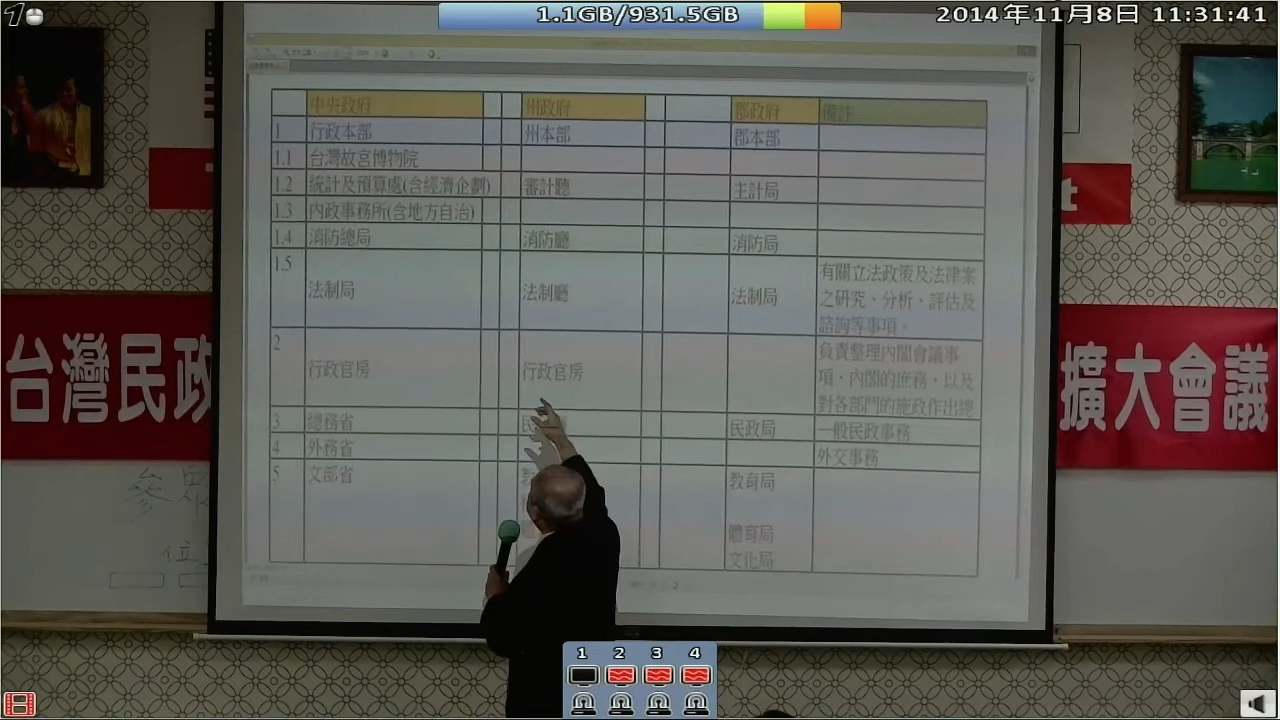 1
1.1GB/931.5GB
2014年11月8日 11:31:41
中央政府 州政府 郡政府 備註
1 行政本部 州本部 郡本部
1.1 台灣故宮博物院
1.2 統計及預算處(含經濟企劃) 審計聽 主計局
1.3 內政事務所(含地方自治)
1.4 消防總局 消防廳 消防局
1.5 法制局 法制廳 法制局 有關立法政策及法律案
之研究、分析、評估及
諮詢等事項。
2 行政官房 行政官房 負責整理內閣會議事
項、內閣的庶務，以及
對各部門的施政作出總
3 總務省 民 民政局 一般民政事務
4 外務省 外交事務
5 文部省 教 教育局
體育局
文化局
t
台灣民政
擴大會議
參眾
位
1 2 3 4